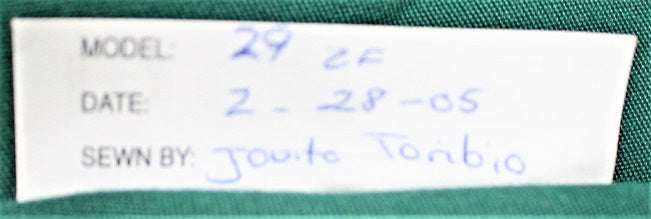 MODEL: 29 ZF
DATE: 2 - 28 - 05
SEWN BY: Jovita Toribio